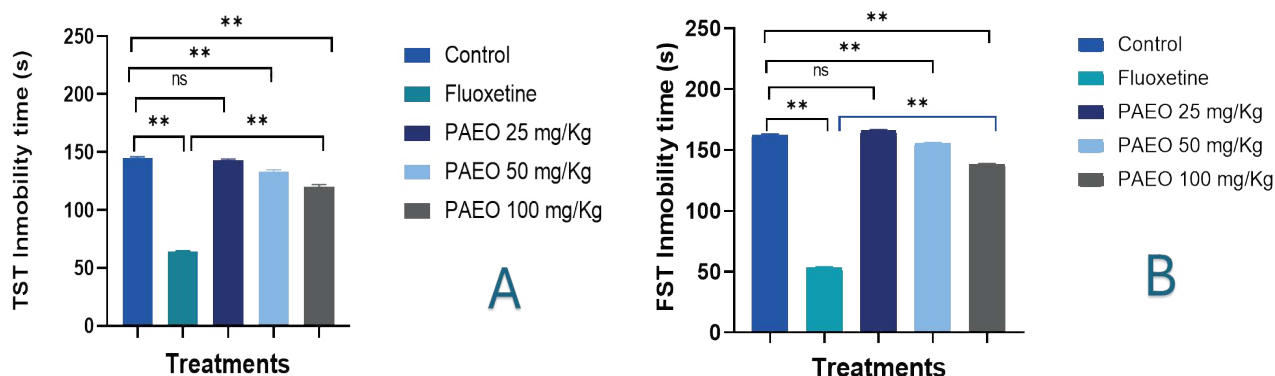 **
**
ns
**
**
250
200
150
100
50
0
TST Inmobility time (s)
Treatments
Control
Fluoxetine
PAEO 25 mg/Kg
PAEO 50 mg/Kg
PAEO 100 mg/Kg
A
**
**
ns
**
**
250
200
150
100
50
0
FST Inmobility time (s)
Treatments
Control
Fluoxetine
PAEO 25 mg/Kg
PAEO 50 mg/Kg
PAEO 100 mg/Kg
B